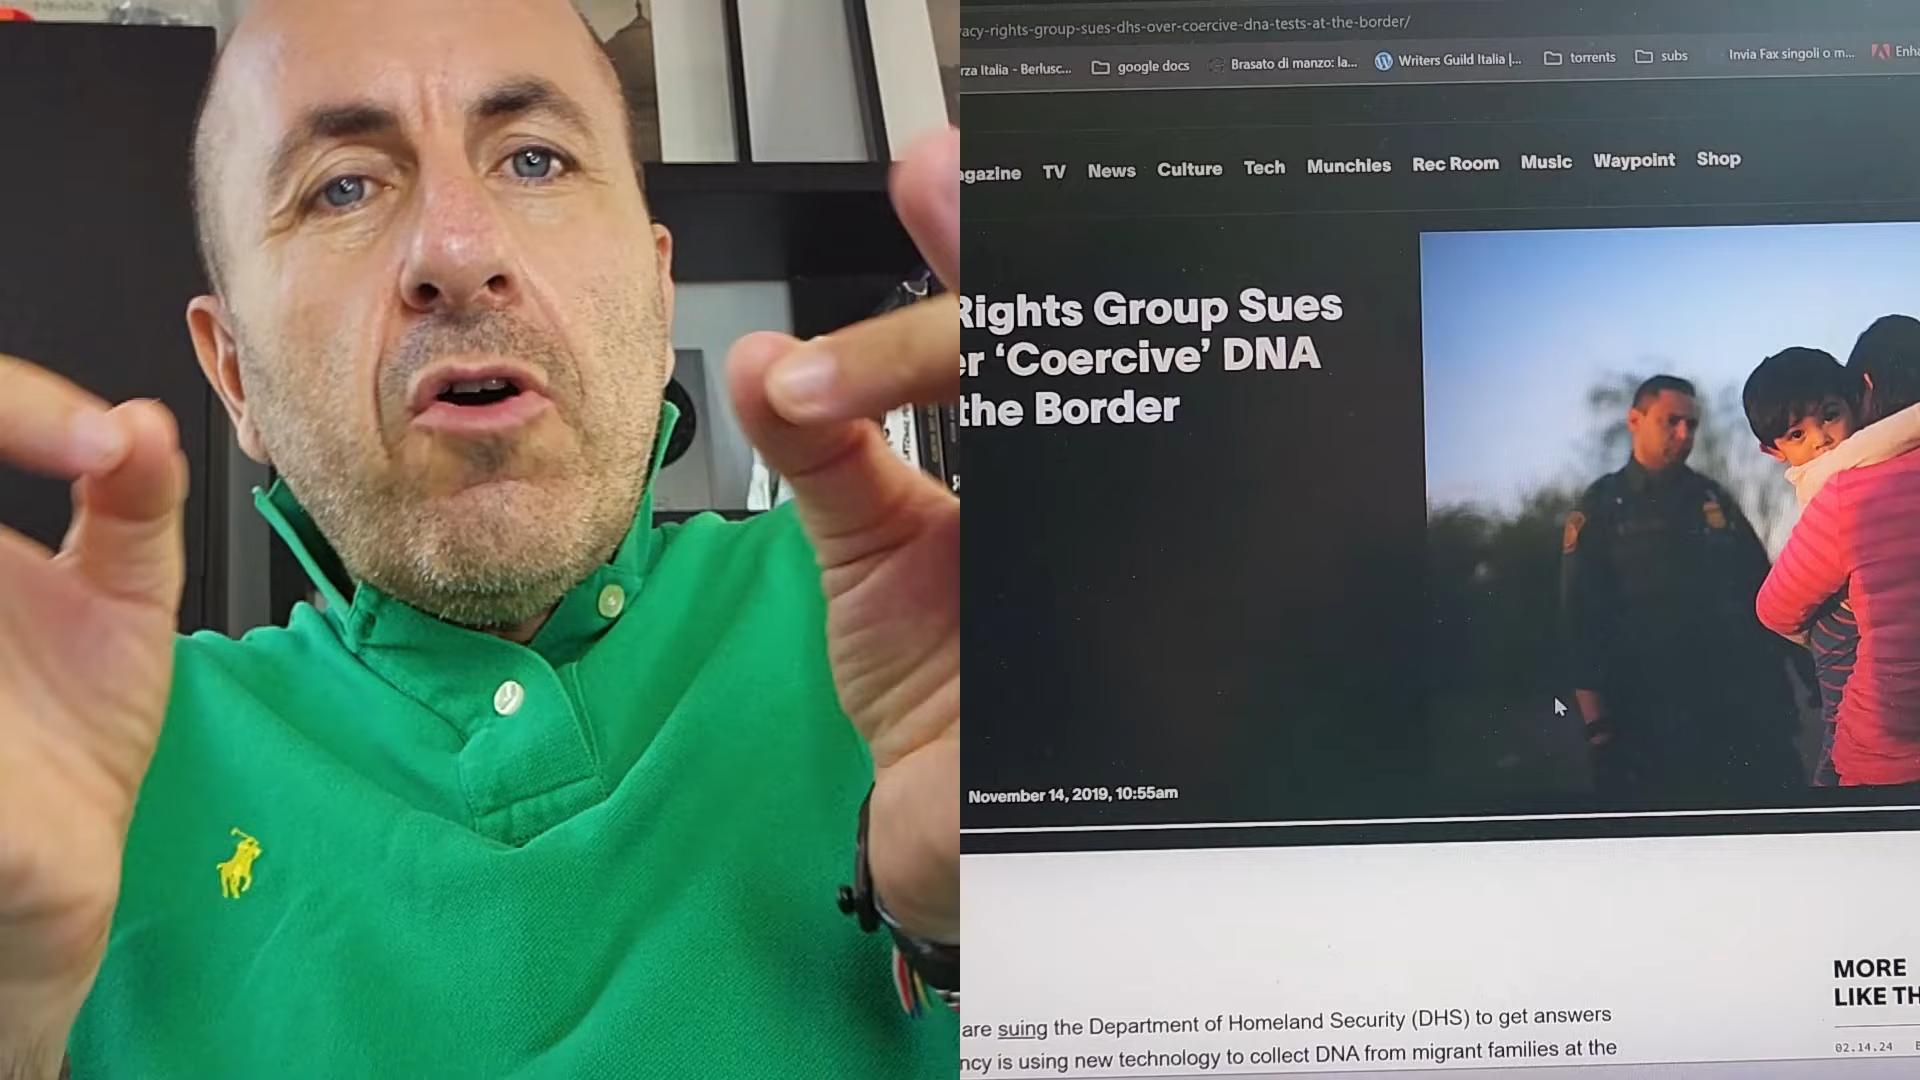 acy-rights-group-sues-dhs-over-coercive-dna-tests-at-the-border/
rza Italia - Berlusc... google docs Brasato di manzo: la... Writers Guild Italia |... torrents subs Invia Fax singoli o m... Enha
agazine TV News Culture Tech Munchies Rec Room Music Waypoint Shop
Rights Group Sues
er ‘Coercive’ DNA
the Border
November 14, 2019, 10:55am
MORE
LIKE TH
are suing the Department of Homeland Security (DHS) to get answers
ncy is using new technology to collect DNA from migrant families at the
02.14.24